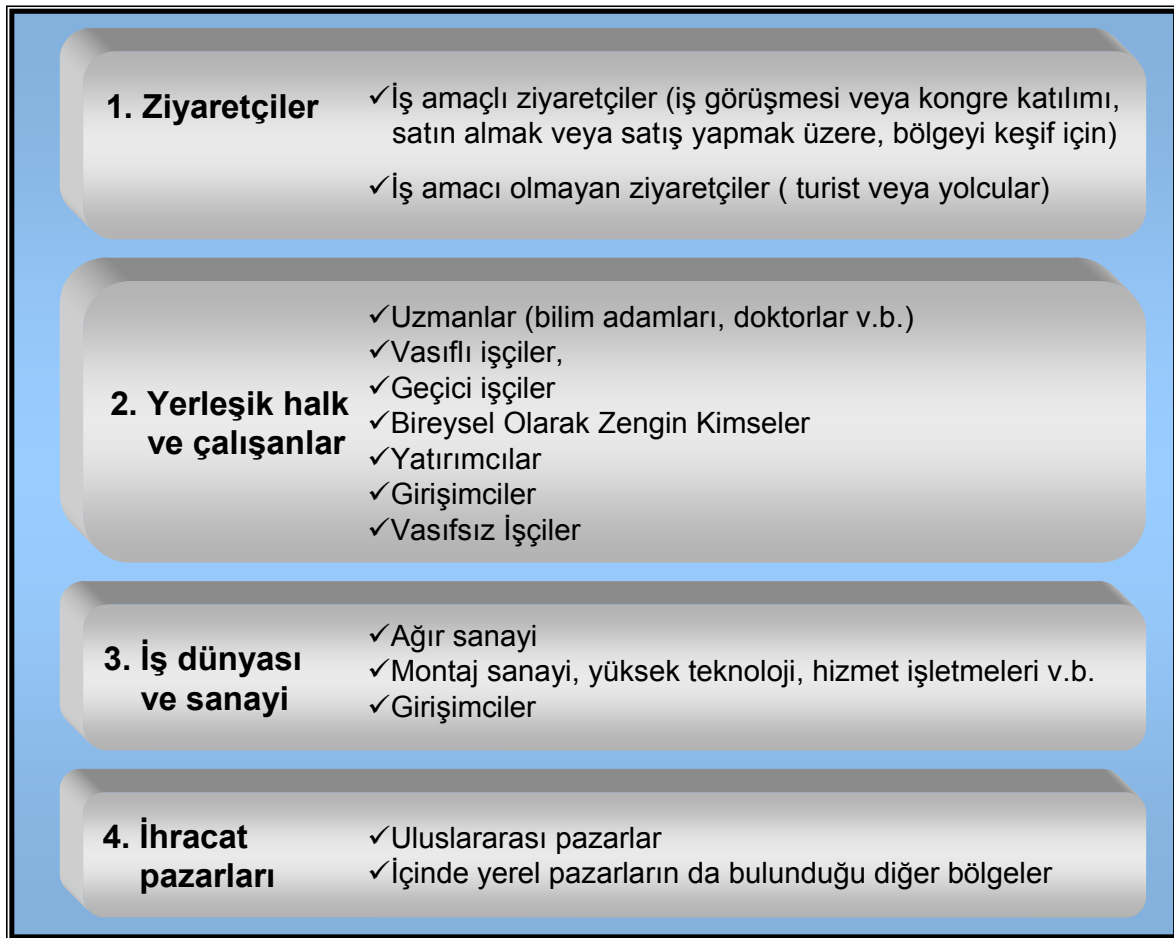 1. Ziyaretçiler
✓İş amaçlı ziyaretçiler (iş görüşmesi veya kongre katılımı,
satın almak veya satış yapmak üzere, bölgeyi keşif için)
✓İş amacı olmayan ziyaretçiler ( turist veya yolcular)
2. Yerleşik halk
ve çalışanlar
✓Uzmanlar (bilim adamları, doktorlar v.b.)
✓Vasıflı işçiler,
✓Geçici işçiler
✓Bireysel Olarak Zengin Kimseler
✓Yatırımcılar
✓Girişimciler
✓Vasıfsız İşçiler
3. İş dünyası
ve sanayi
✓Ağır sanayi
✓Montaj sanayi, yüksek teknoloji, hizmet işletmeleri v.b.
✓Girişimciler
4. İhracat
pazarları
✓Uluslararası pazarlar
✓İçinde yerel pazarların da bulunduğu diğer bölgeler